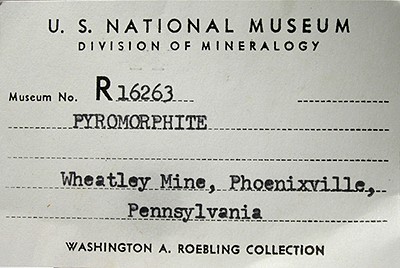 U. S. NATIONAL MUSEUM
DIVISION OF MINERALOGY
Museum No. R 16263
PYROMORPHITE
Wheatley Mine, Phoenixville,
Pennsylvania
WASHINGTON A. ROEBLING COLLECTION